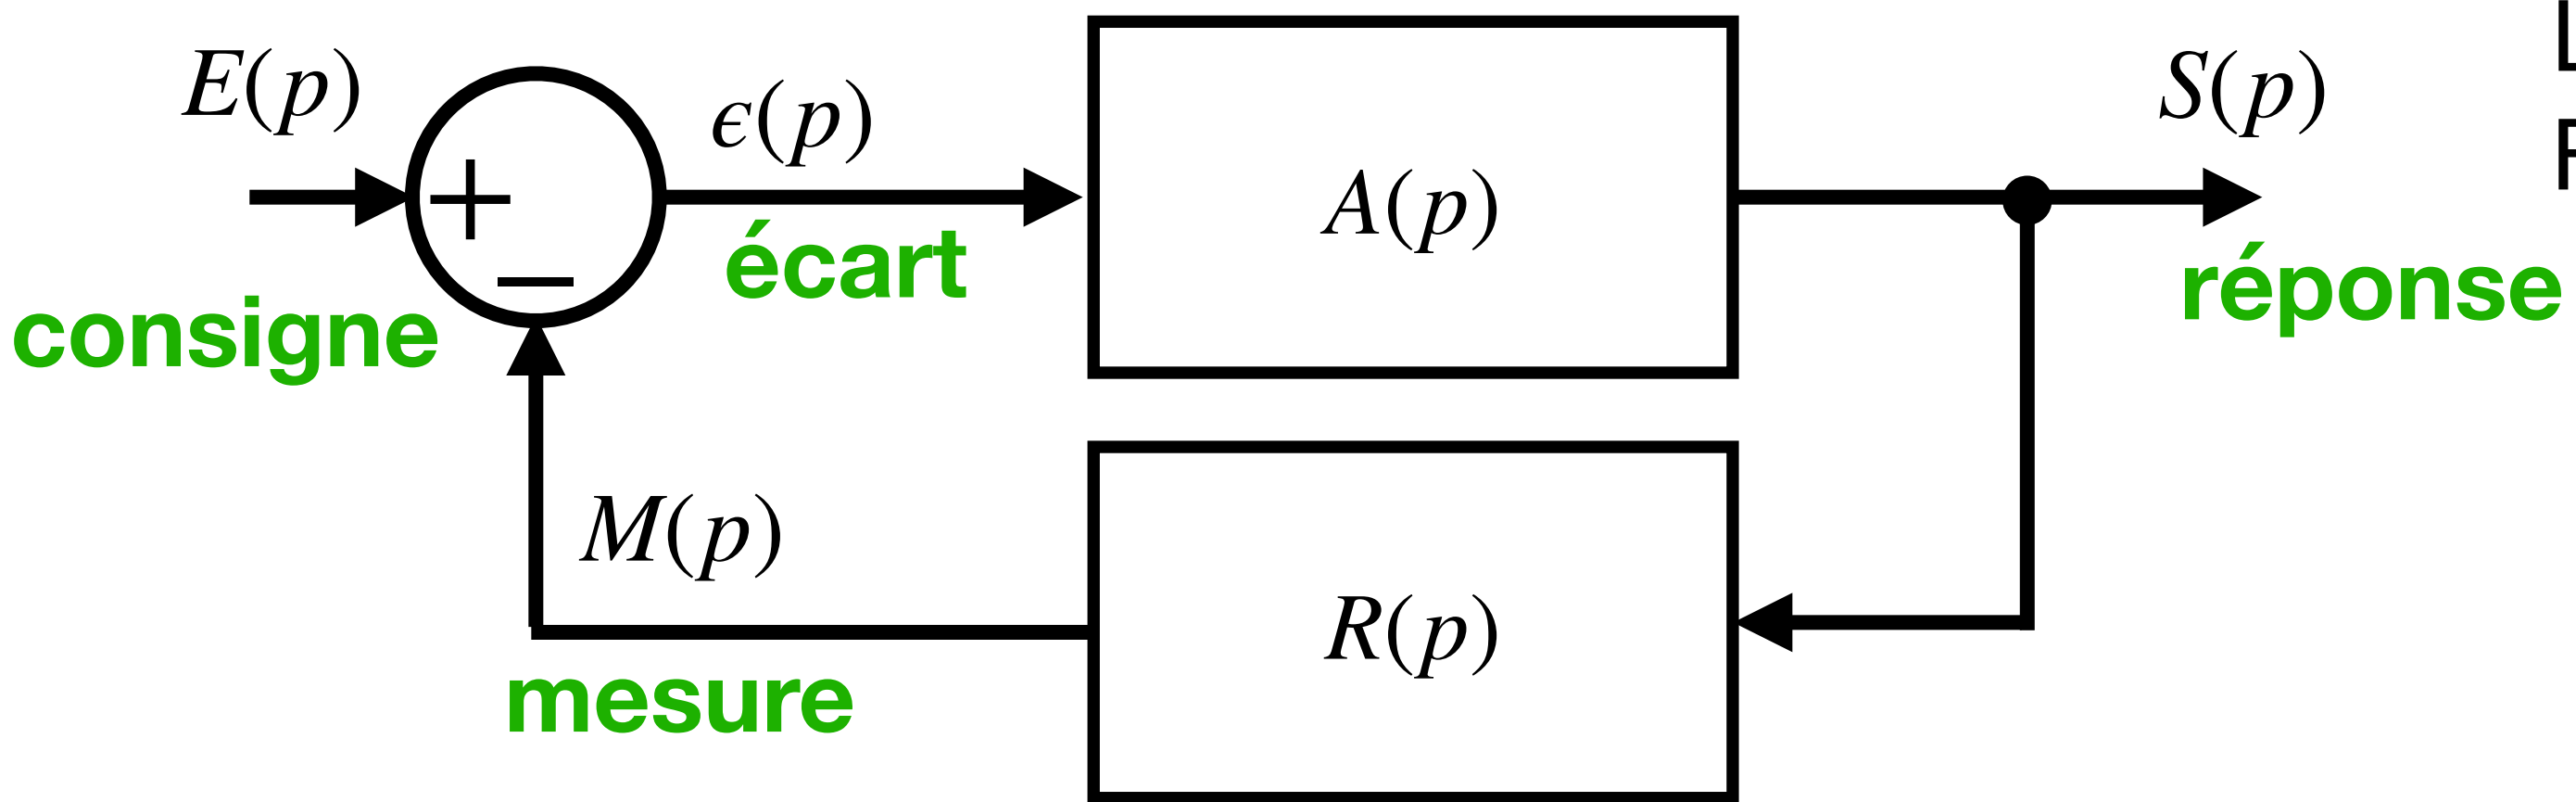 E(p)
+
−
consigne
ϵ(p)
écart
A(p)
S(p)
réponse
M(p)
mesure
R(p)